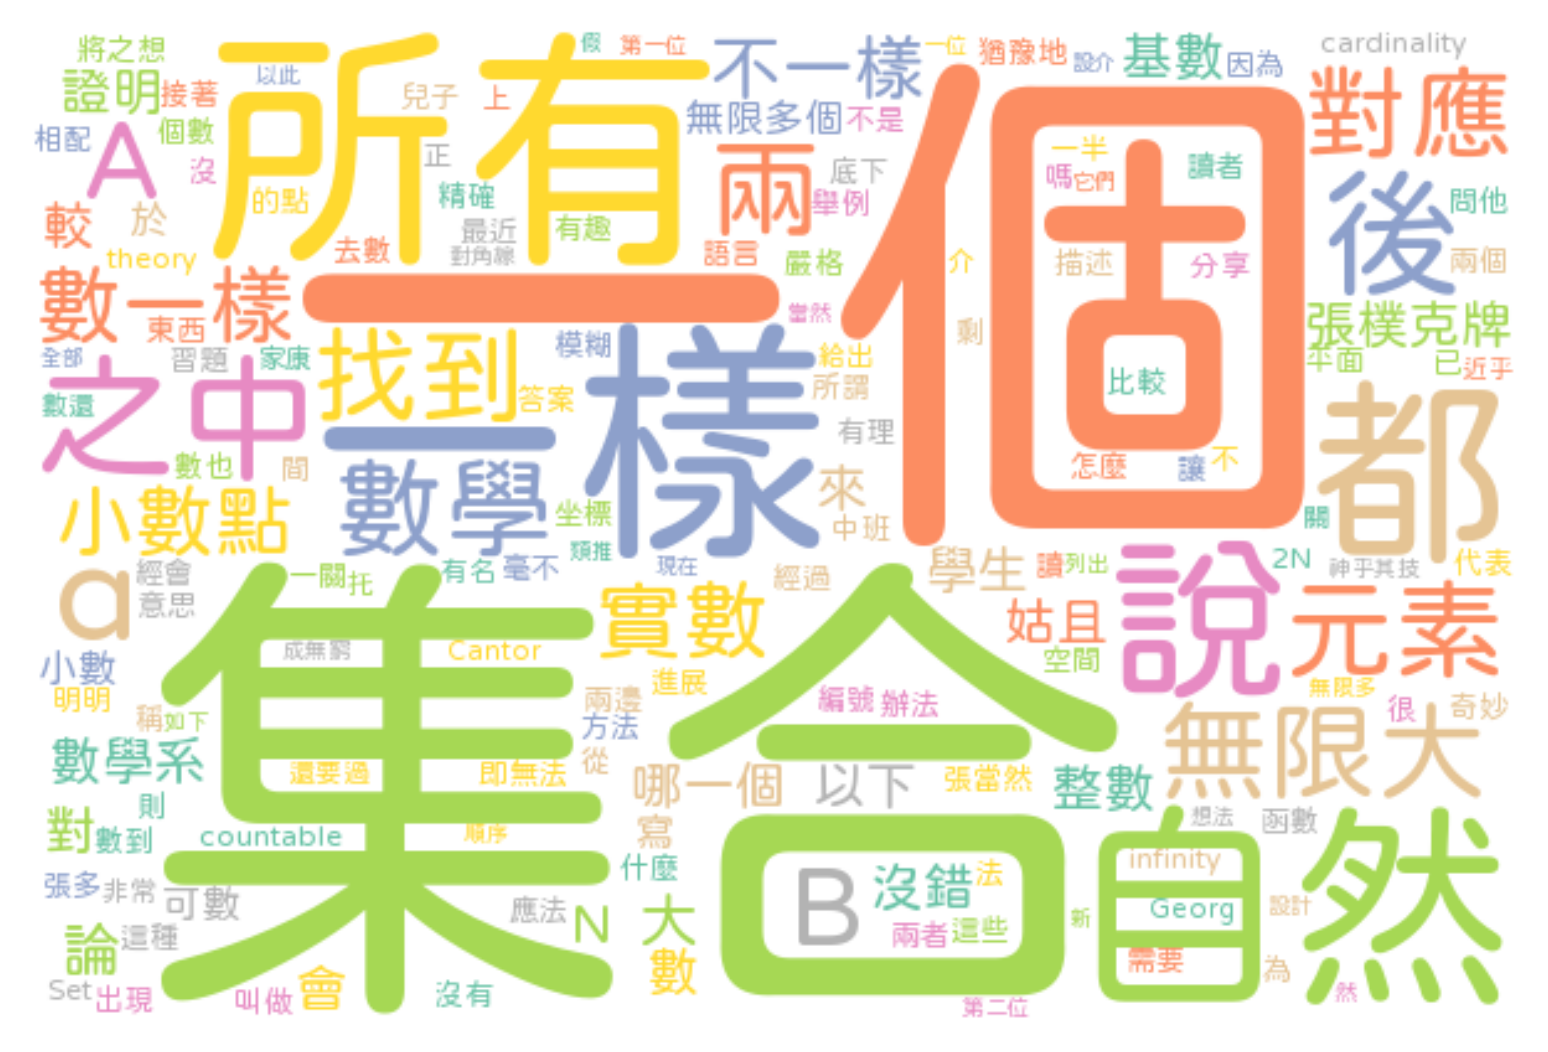 將之想
所有
假
第一位
不一樣
一位
猶豫地
設介
基數
因為
cardinality
證明
接著
以此
兒子
上
無限多個
不是
對應
相配
A
個數
沒
的點
正
精確
兩
底下
舉例
一半
讀者
嗎
它們
個
後
問他
較
於
去數
最近
對角線
有趣
語言
嚴格
介
描述
分享
兩個
theory
數一樣
東西
一樣
當然
剩
張樸克牌
全部
習題
家康
找到
模糊
給出
所謂
平面
已
近乎
之中
數還
答案
比較
都
數也
間
數學
有理
來
怎麼
讓
不
小數點
坐標
中班
關
a
經會
意思
一關
托
有名
毫不
類推
現在
經過
學生
讀
列出
說
2N
神乎其技
代表
集合
成無窮
Cantor
實數
姑且
元素
小數
明明
稱
如下
兩邊
進展
編號
辦法
空間
無限多
很
奇妙
數學系
還要過
即無法
方法
從
哪一個
以下
張當然
整數
無限大
則
對
數到
countable
順序
寫
什麼
自然
想法
函數
infinity
張多
非常
可數
應法
N
大
B
沒錯
法
兩者
這些
新
Georg
設計
論
這種
Set
出現
叫做
會
沒有
數
第二位
需要
為
然